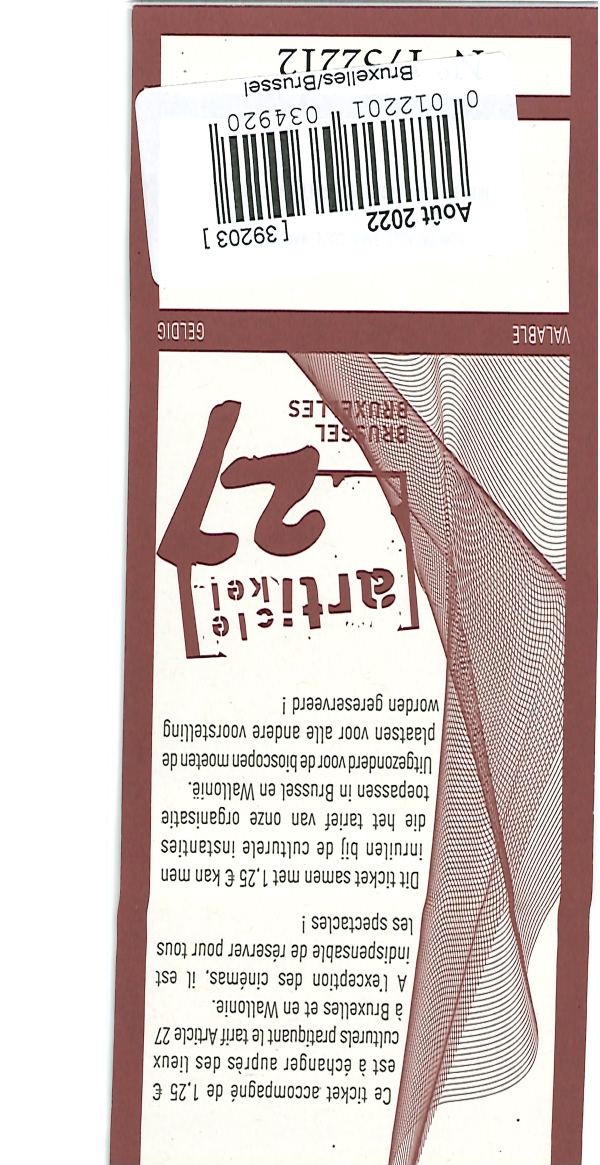 Ce ticket accompagné de 1,25 €
est à échanger auprès des lieux
culturels pratiquant le tarif Article 27
à Bruxelles et en Wallonie.
A l'exception des cinémas, il est
indispensable de réserver pour tous
les spectacles !
Dit ticket samen met 1,25 € kan men
inruilen bij de culturele instanties
die het tarief van onze organisatie
toepassen in Brussel en Wallonië.
Uitgezonderd voor de bioscopen moeten de
plaatsen voor alle andere voorstelling
worden gereserveerd !
[article
artikel]
27
BRUSSEL
BRUXELLES
VALABLE GELDIG
Août 2022 [39203]
0 012201 034920
Bruxelles/Brussel